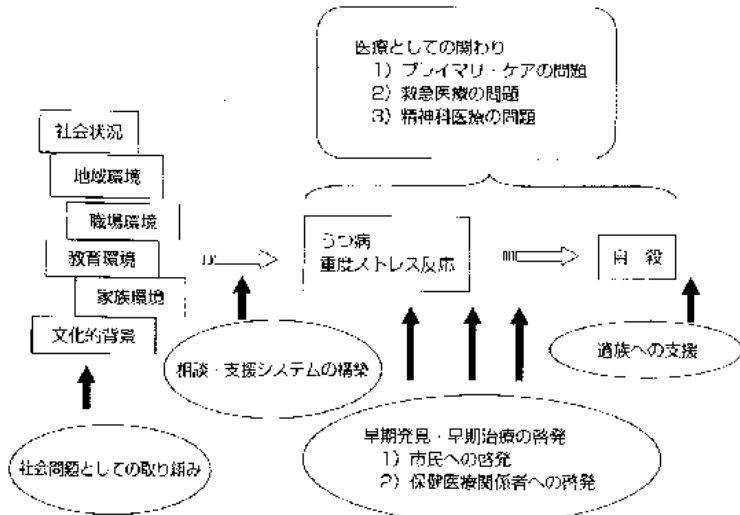 医療としての関わり
1) プライマリ・ケアの問題
2) 救急医療の問題
3) 精神科医療の問題
社会状況
地域環境
職場環境
教育環境
家族環境
文化的背景
うつ病
重度ストレス反応
自 殺
相談・支援システムの構築
遺族への支援
社会問題としての取り組み
早期発見・早期治療の啓発
1) 市民への啓発
2) 保健医療関係者への啓発